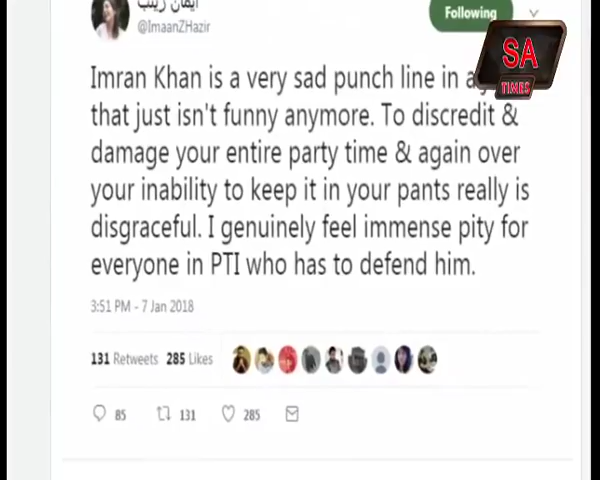 ایمان زینب
@ImaanZHazir
Following
SA
TIMES
Imran Khan is a very sad punch line in a
that just isn't funny anymore. To discredit &
damage your entire party time & again over
your inability to keep it in your pants really is
disgraceful. I genuinely feel immense pity for
everyone in PTI who has to defend him.
3:51 PM - 7 Jan 2018
131 Retweets 285 Likes
85 131 285